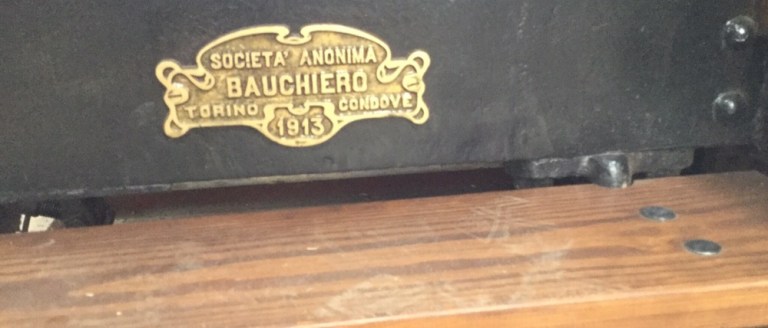 SOCIETA' ANONIMA
BAUCHIERO
TORINO CONDOVE
1913